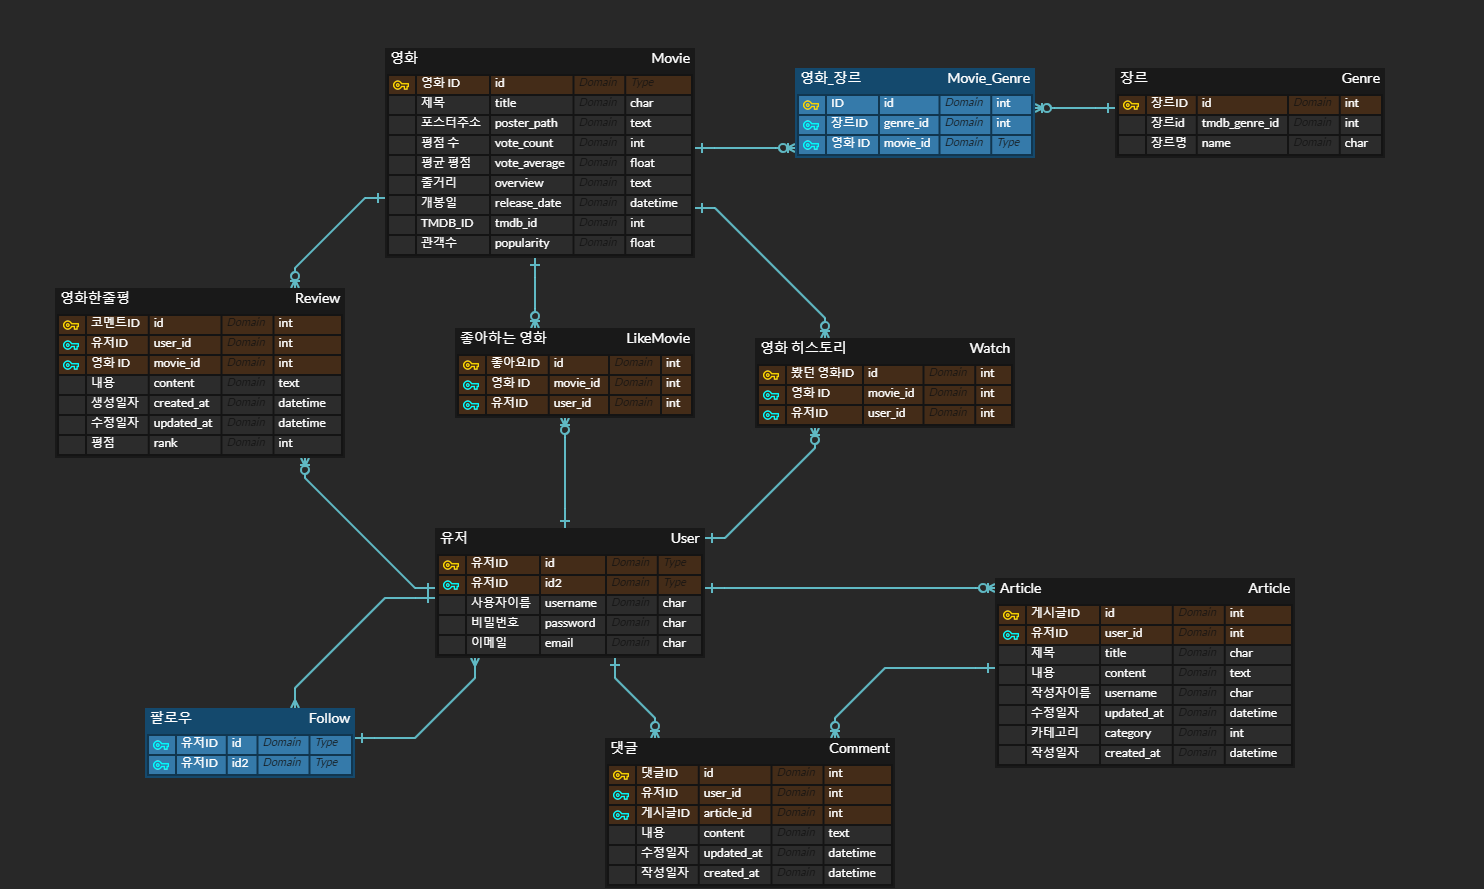 영화 Movie
영화 ID id Domain Type
제목 title Domain char
포스터주소 poster_path Domain text
평점 수 vote_count Domain int
평균 평점 vote_average Domain float
줄거리 overview Domain text
개봉일 release_date Domain datetime
TMDB_ID tmdb_id Domain int
관객수 popularity Domain float
영화_장르 Movie_Genre
ID id Domain int
장르ID genre_id Domain int
영화 ID movie_id Domain Type
장르 Genre
장르ID id Domain int
장르id tmdb_genre_id Domain int
장르명 name Domain char
영화한줄평 Review
코멘트ID id Domain int
유저ID user_id Domain int
영화 ID movie_id Domain int
내용 content Domain text
생성일자 created_at Domain datetime
수정일자 updated_at Domain datetime
평점 rank Domain int
좋아하는 영화 LikeMovie
좋아요ID id Domain int
영화 ID movie_id Domain int
유저ID user_id Domain int
영화 히스토리 Watch
봤던 영화ID id Domain int
영화 ID movie_id Domain int
유저ID user_id Domain int
유저 User
유저ID id Domain Type
유저ID id2 Domain Type
사용자이름 username Domain char
비밀번호 password Domain char
이메일 email Domain char
Article Article
게시글ID id Domain int
유저ID user_id Domain int
제목 title Domain char
내용 content Domain text
작성자이름 username Domain char
수정일자 updated_at Domain datetime
카테고리 category Domain int
작성일자 created_at Domain datetime
팔로우 Follow
유저ID id Domain Type
유저ID id2 Domain Type
댓글 Comment
댓글ID id Domain int
유저ID user_id Domain int
게시글ID article_id Domain int
내용 content Domain text
수정일자 updated_at Domain datetime
작성일자 created_at Domain datetime